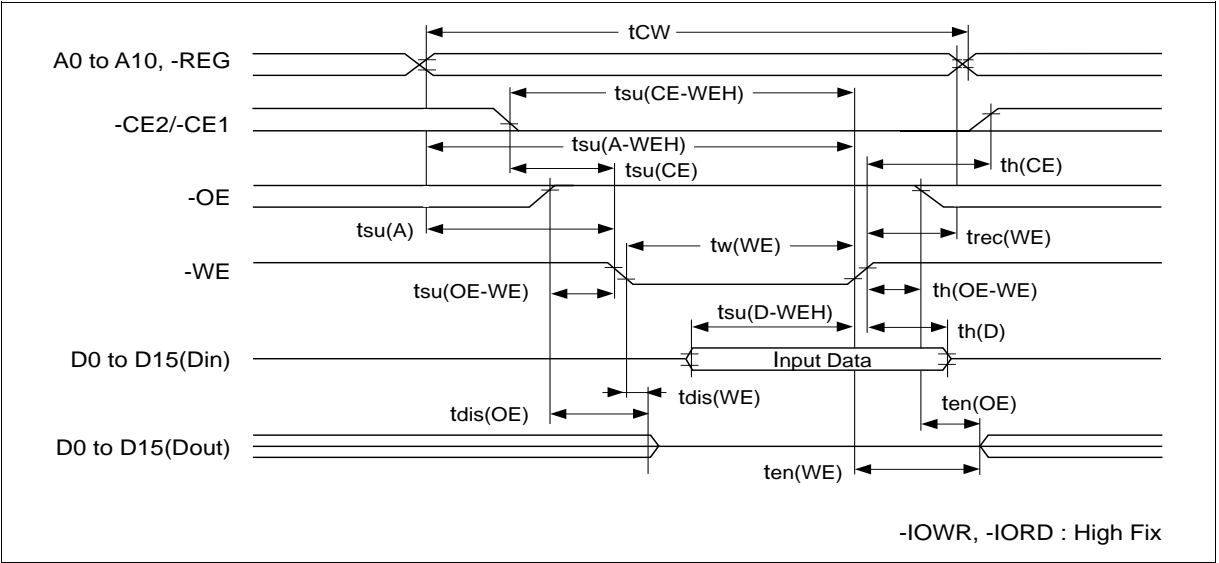 tCW
A0 to A10, -REG
tsu(CE-WEH)
-CE2/-CE1
tsu(A-WEH)
tsu(CE)
th(CE)
-OE
tsu(A)
trec(WE)
tw(WE)
-WE
tsu(OE-WE)
th(OE-WE)
tsu(D-WEH)
th(D)
D0 to D15(Din)
Input Data
tdis(WE)
tdis(OE)
ten(OE)
D0 to D15(Dout)
ten(WE)
-IOWR, -IORD : High Fix